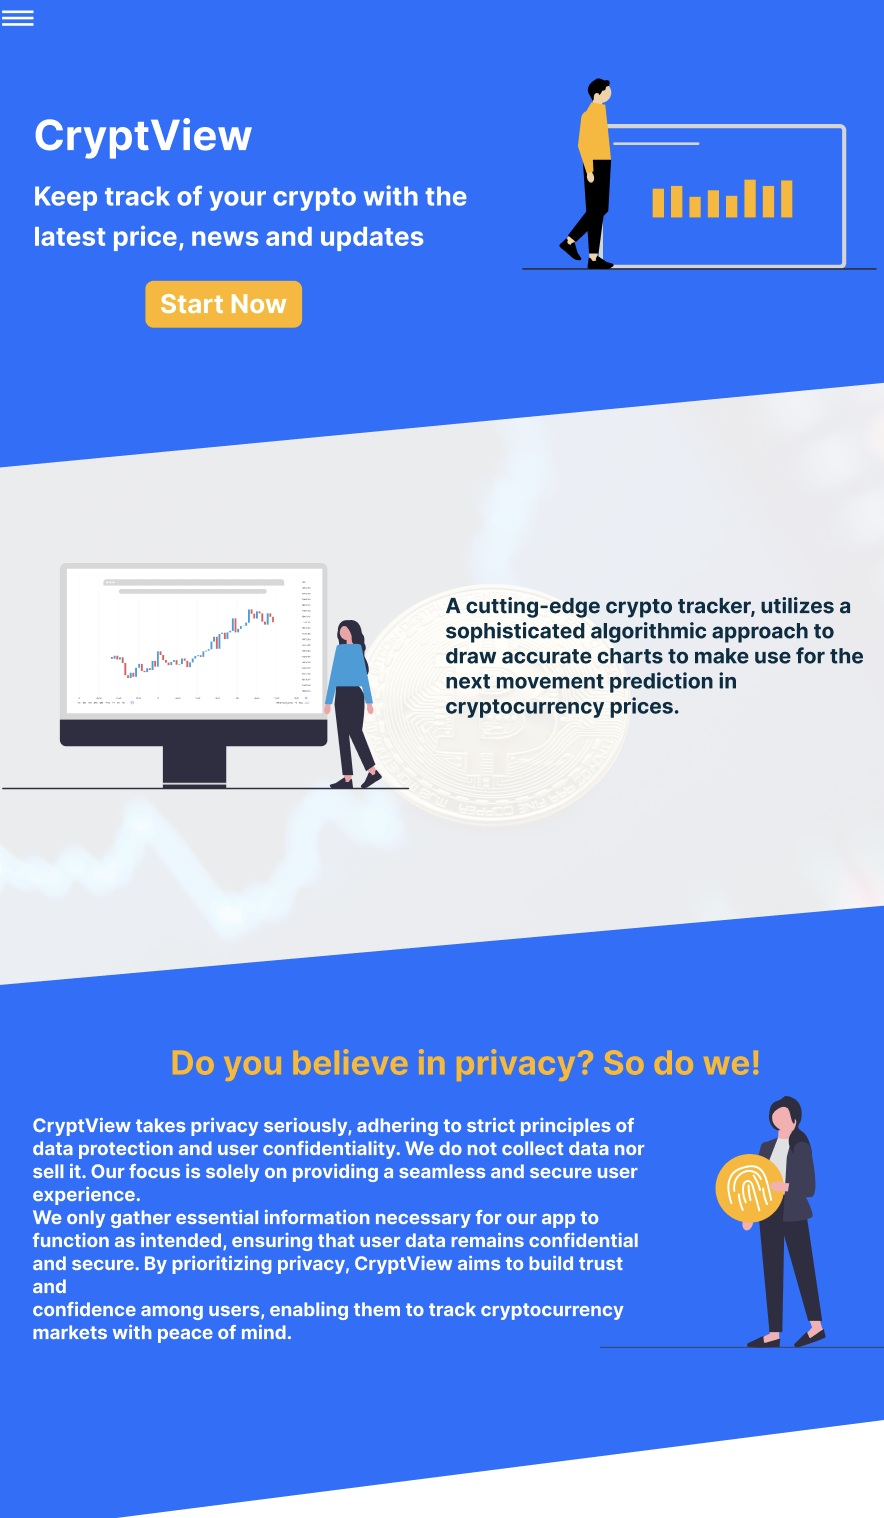 CryptView
Keep track of your crypto with the
latest price, news and updates
Start Now
A cutting-edge crypto tracker, utilizes a
sophisticated algorithmic approach to
draw accurate charts to make use for the
next movement prediction in
cryptocurrency prices.
Do you believe in privacy? So do we!
CryptView takes privacy seriously, adhering to strict principles of
data protection and user confidentiality. We do not collect data nor
sell it. Our focus is solely on providing a seamless and secure user
experience.
We only gather essential information necessary for our app to
function as intended, ensuring that user data remains confidential
and secure. By prioritizing privacy, CryptView aims to build trust
and
confidence among users, enabling them to track cryptocurrency
markets with peace of mind.